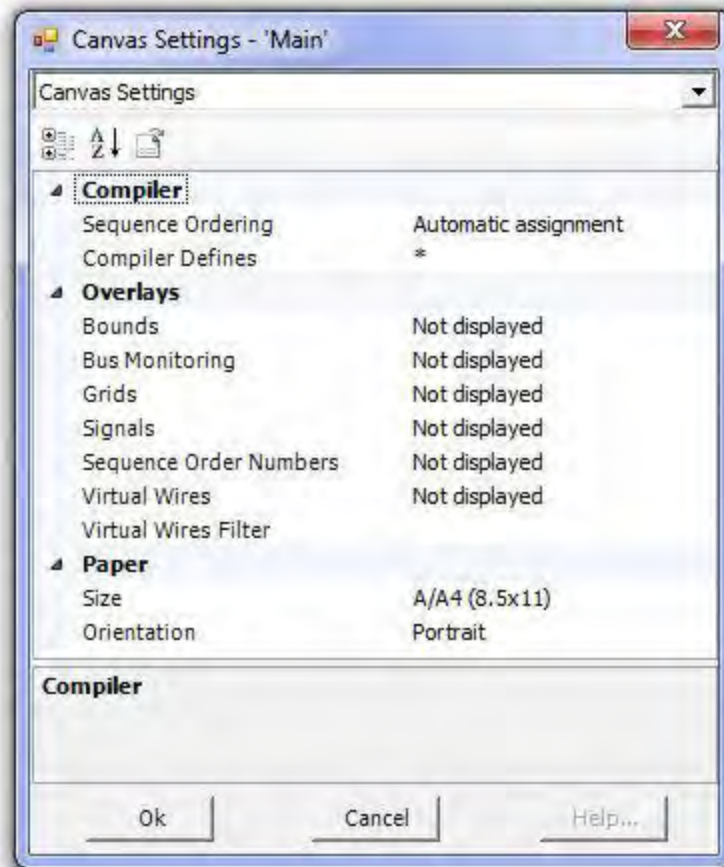 Canvas Settings - 'Main'
Canvas Settings
Compiler
Sequence Ordering Automatic assignment
Compiler Defines *
Overlays
Bounds Not displayed
Bus Monitoring Not displayed
Grids Not displayed
Signals Not displayed
Sequence Order Numbers Not displayed
Virtual Wires Not displayed
Virtual Wires Filter
Paper
Size A/A4 (8.5x11)
Orientation Portrait
Compiler
Ok Cancel Help...